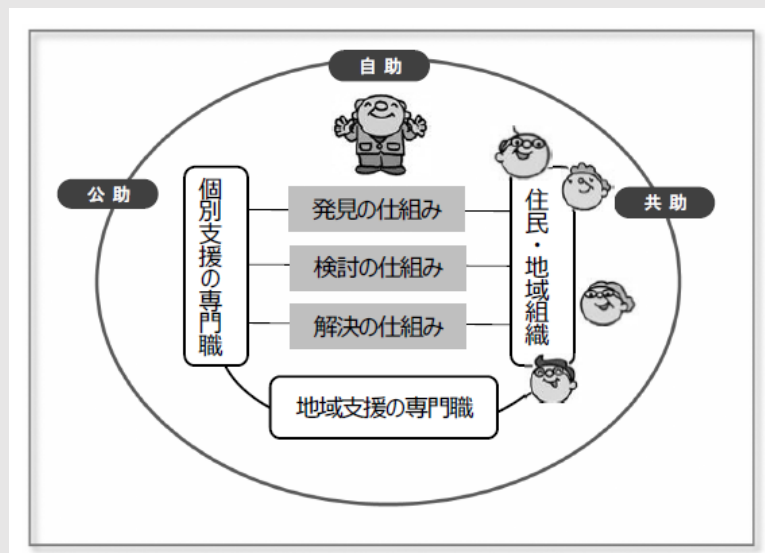 自助
公助
共助
個別支援の専門職
発見の仕組み
検討の仕組み
解決の仕組み
住民・地域組織
地域支援の専門職